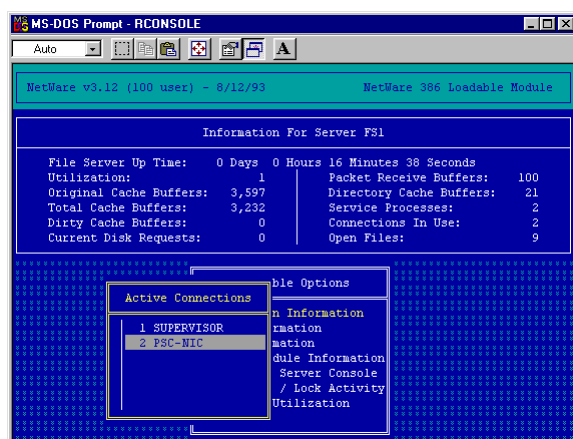 MS-DOS Prompt - RCONSOLE
Auto
A
NetWare v3.12 (100 user) - 8/12/93 NetWare 386 Loadable Module
Information For Server FS1
File Server Up Time: 0 Days 0 Hours 16 Minutes 38 Seconds
Utilization: 1 Packet Receive Buffers: 100
Original Cache Buffers: 3,597 Directory Cache Buffers: 21
Total Cache Buffers: 3,232 Service Processes: 2
Dirty Cache Buffers: 0 Connections In Use: 2
Current Disk Requests: 0 Open Files: 9
ble Options
Active Connections
n Information
1 SUPERVISOR rmation
2 PSC-NIC mation
dule Information
Server Console
/ Lock Activity
Utilization